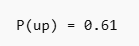 P(up) = 0.61